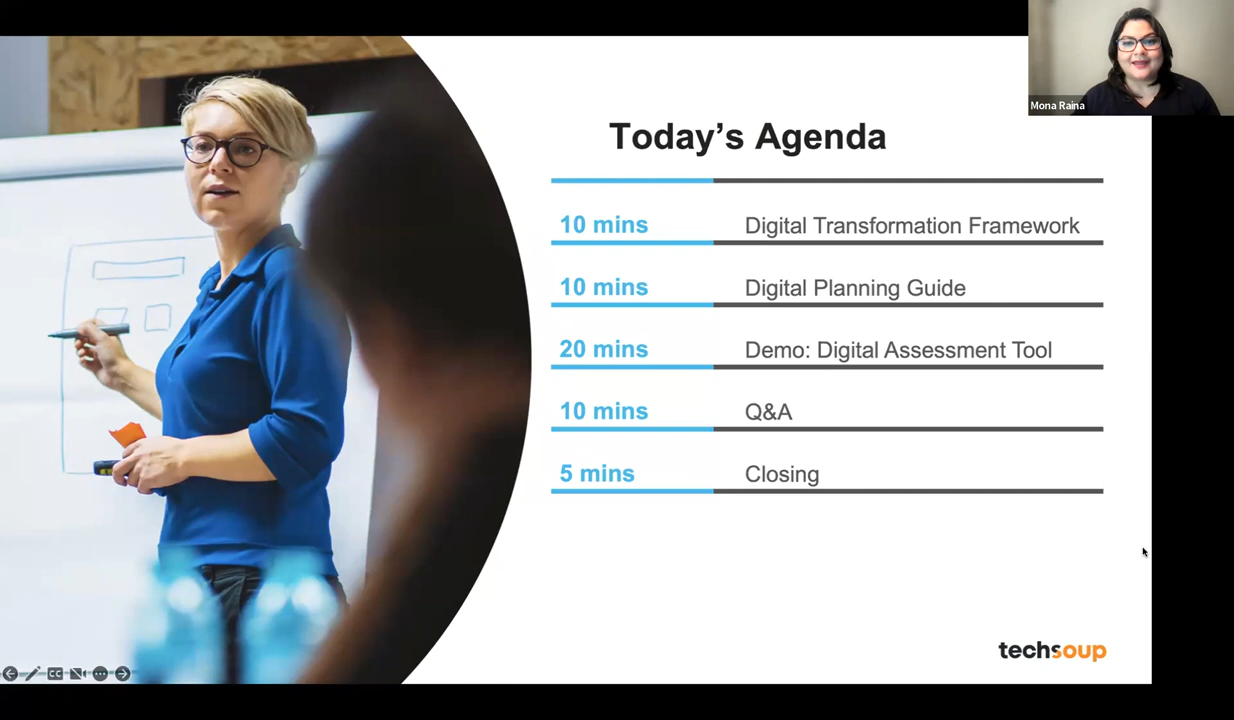 Mona Raina
Today's Agenda
10 mins Digital Transformation Framework
10 mins Digital Planning Guide
20 mins Demo: Digital Assessment Tool
10 mins Q&A
5 mins Closing
techsoup
CC